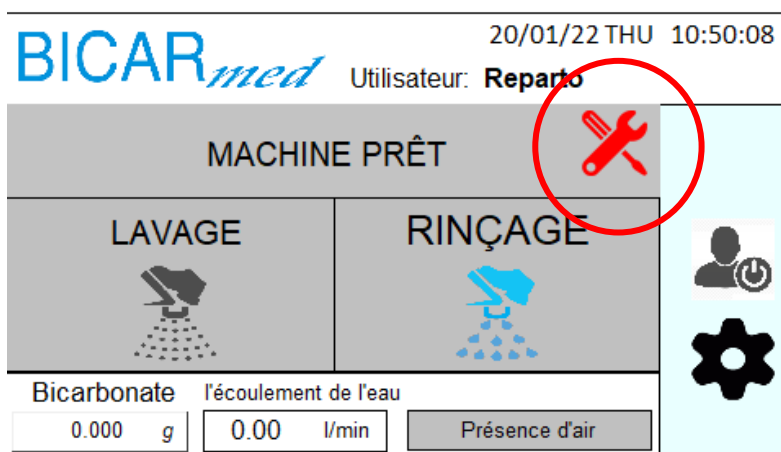 20/01/22 THU 10:50:08
BICARmed
Utilisateur: Reparto
MACHINE PRÊT
LAVAGE
RINÇAGE
Bicarbonate
l'écoulement de l'eau
0.000 g
0.00 l/min
Présence d'air